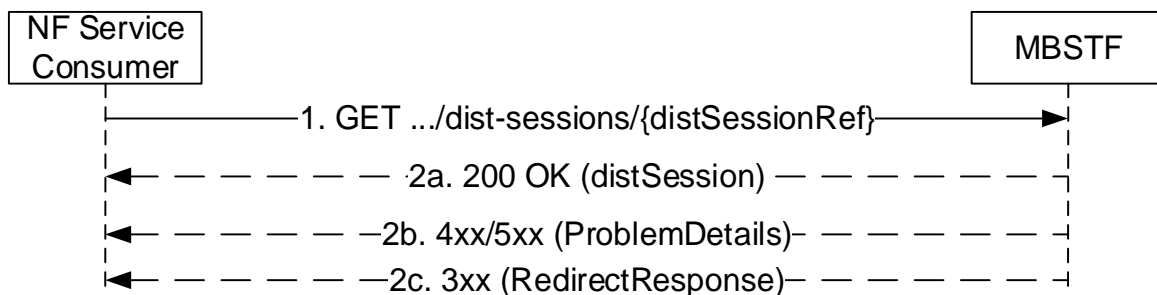 NF Service
Consumer
MBSTF
1. GET .../dist-sessions/{distSessionRef}
2a. 200 OK (distSession)
2b. 4xx/5xx (ProblemDetails)
2c. 3xx (RedirectResponse)